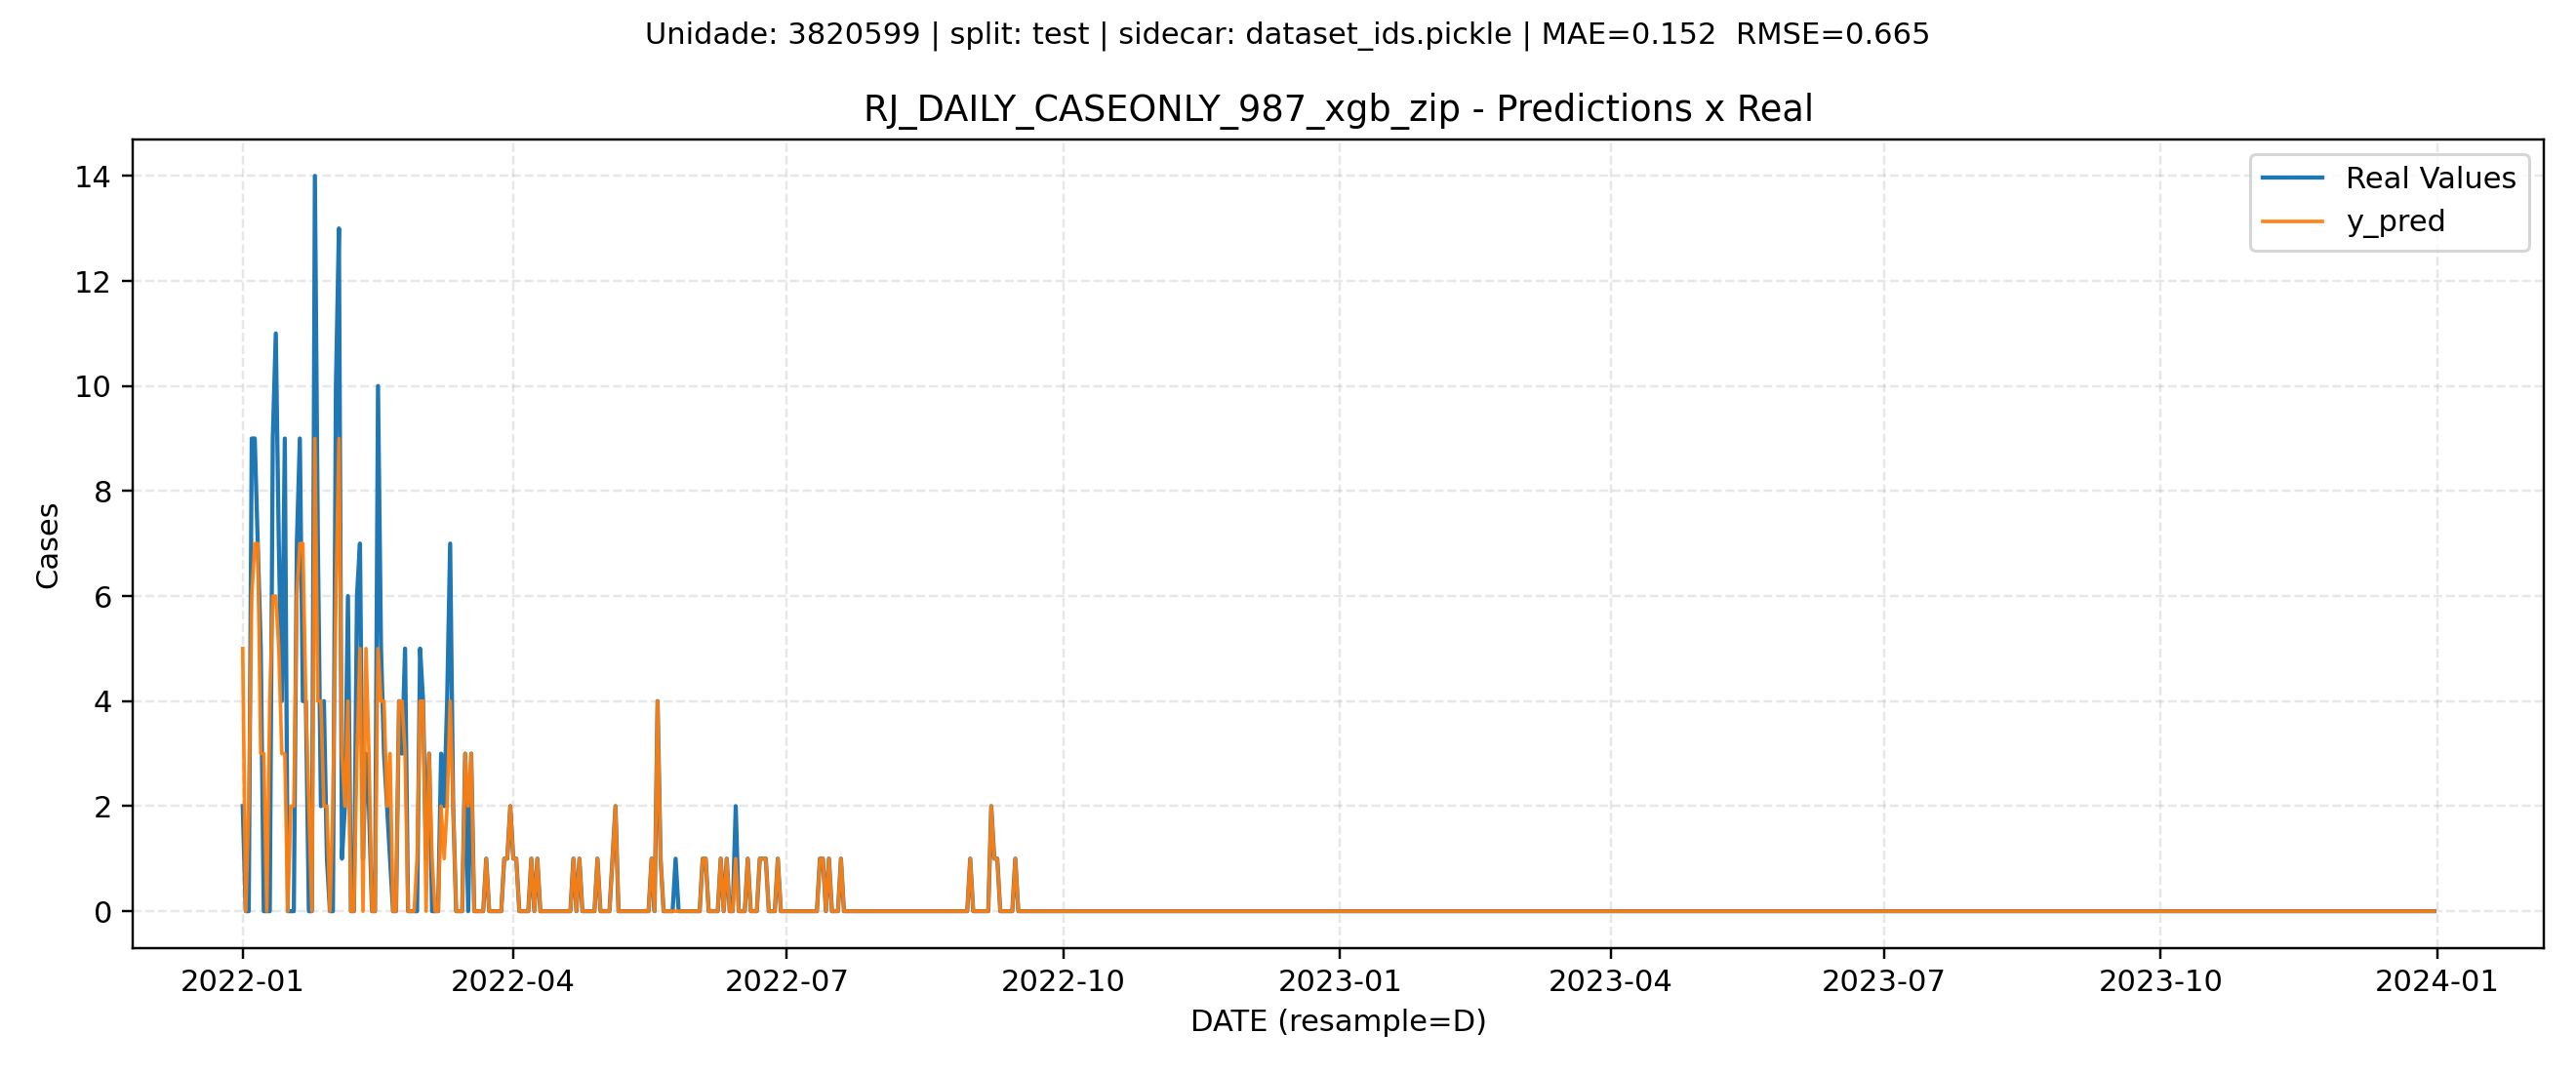 Unidade: 3820599 | split: test | sidecar: dataset_ids.pickle | MAE=0.152  RMSE=0.665
RJ_DAILY_CASEONLY_987_xgb_zip - Predictions x Real
Real Values
y_pred
14
12
10
8
6
4
2
0
Cases
2022-01
2022-04
2022-07
2022-10
2023-01
2023-04
2023-07
2023-10
2024-01
DATE (resample=D)